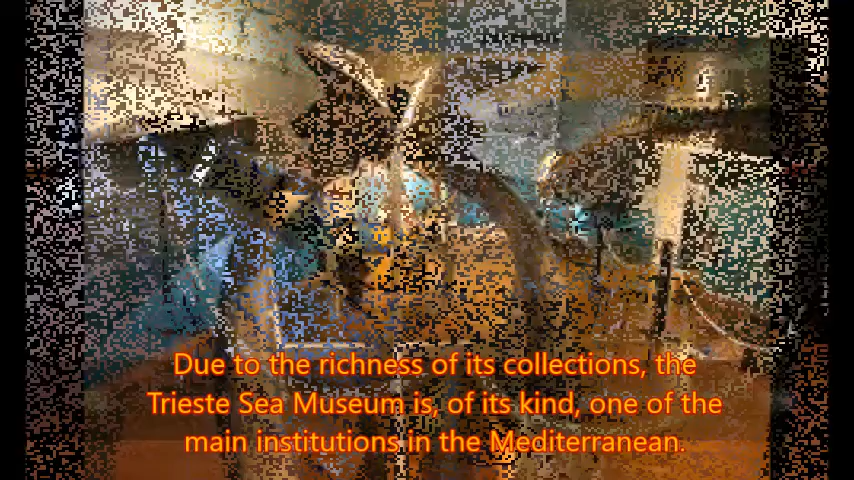 Due to the richness of its collections, the
Trieste Sea Museum is, of its kind, one of the
main institutions in the Mediterranean.